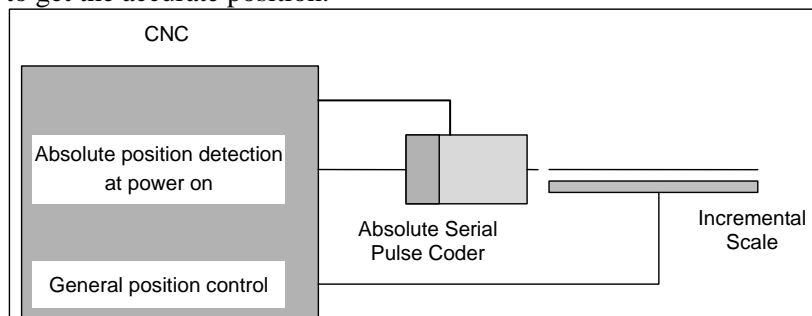 to get the accurate position.
CNC
Absolute position detection
at power on
Absolute Serial
Pulse Coder
Incremental
Scale
General position control